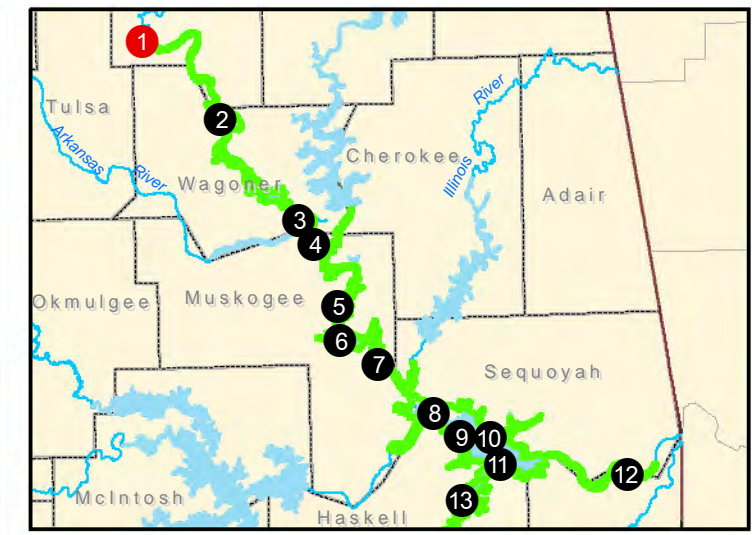 1
Tulsa
2
River
Arkansas
River
Cherokee
Illinois
Wagoner
Adair
3
4
Okmulgee
Muskogee
5
6
7
Sequoyah
8
9
10
11
12
McIntosh
13
Haskell